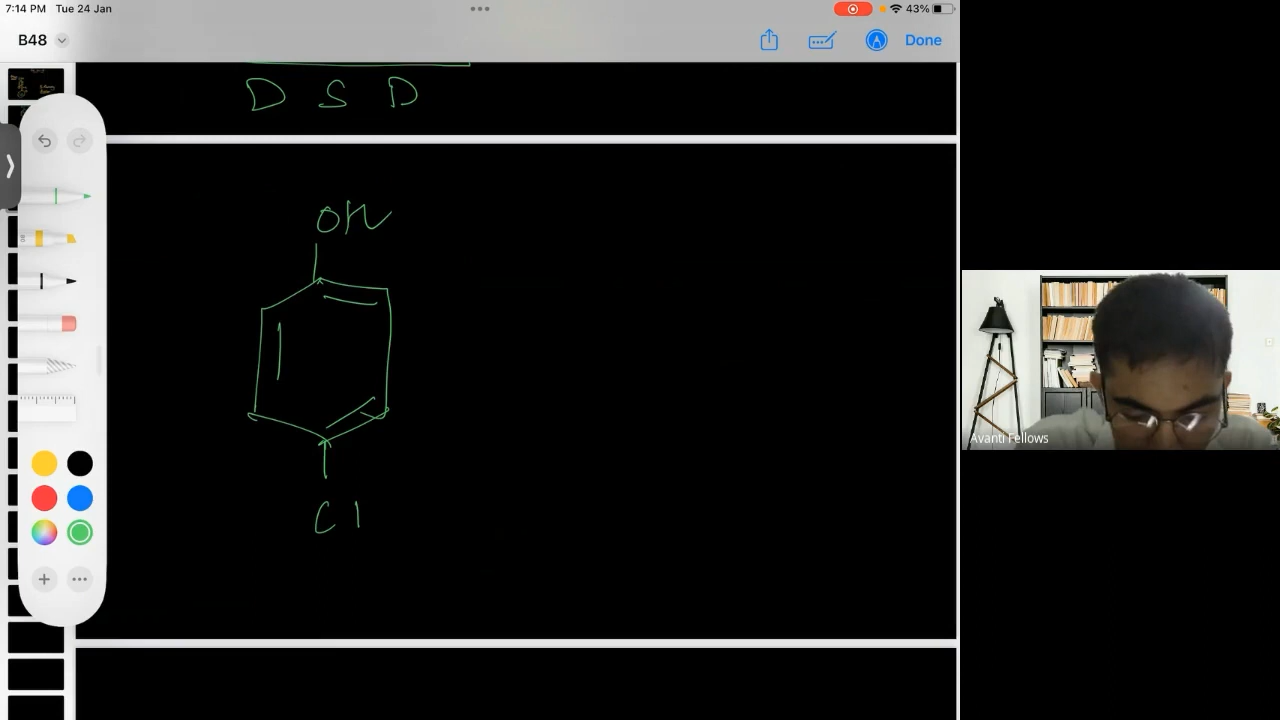 7:14 PM Tue 24 Jan
43%
B48
Done
D S D
OH
Cl
Avanti Fellows